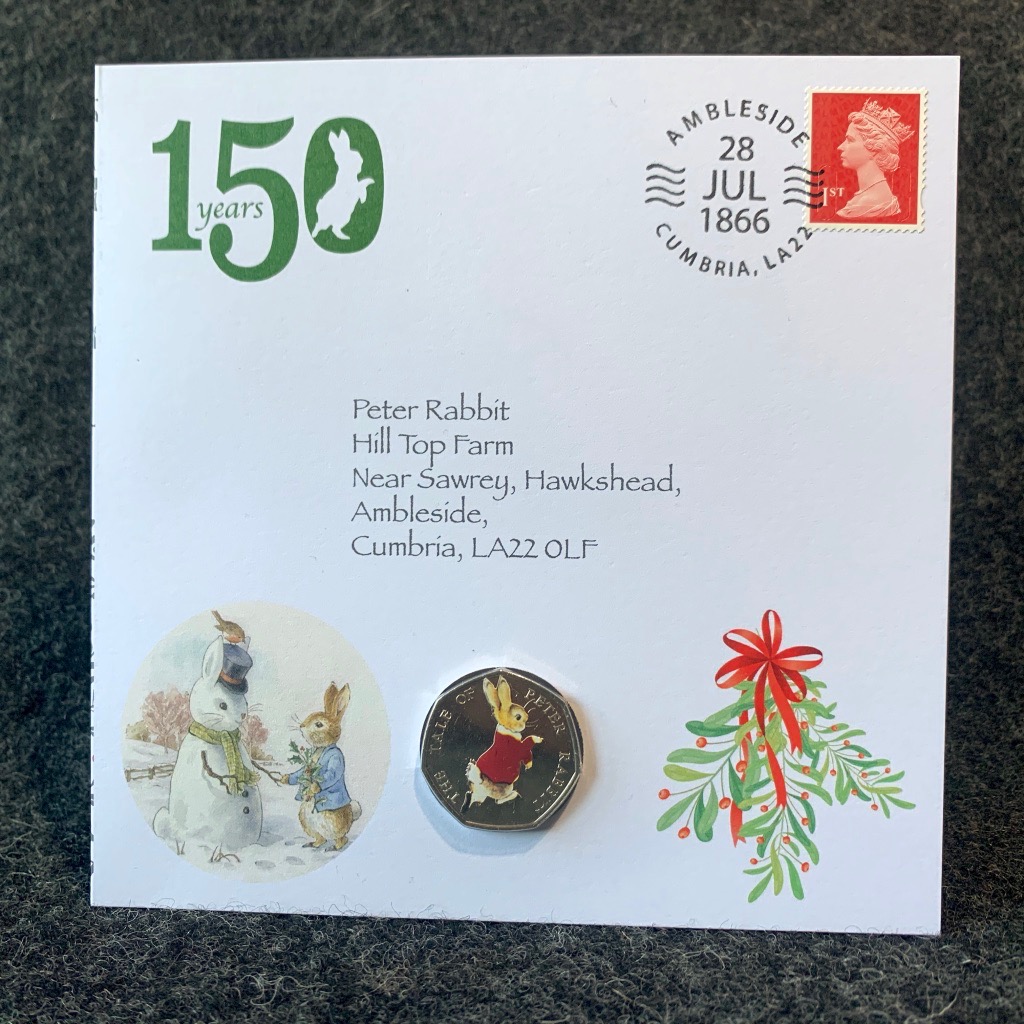 150
years
AMBLESIDE
28
JUL
1866
CUMBRIA, LA22
1ST
Peter Rabbit
Hill Top Farm
Near Sawrey, Hawkshead,
Ambleside,
Cumbria, LA22 0LF
THE TALE OF PETER RABBIT